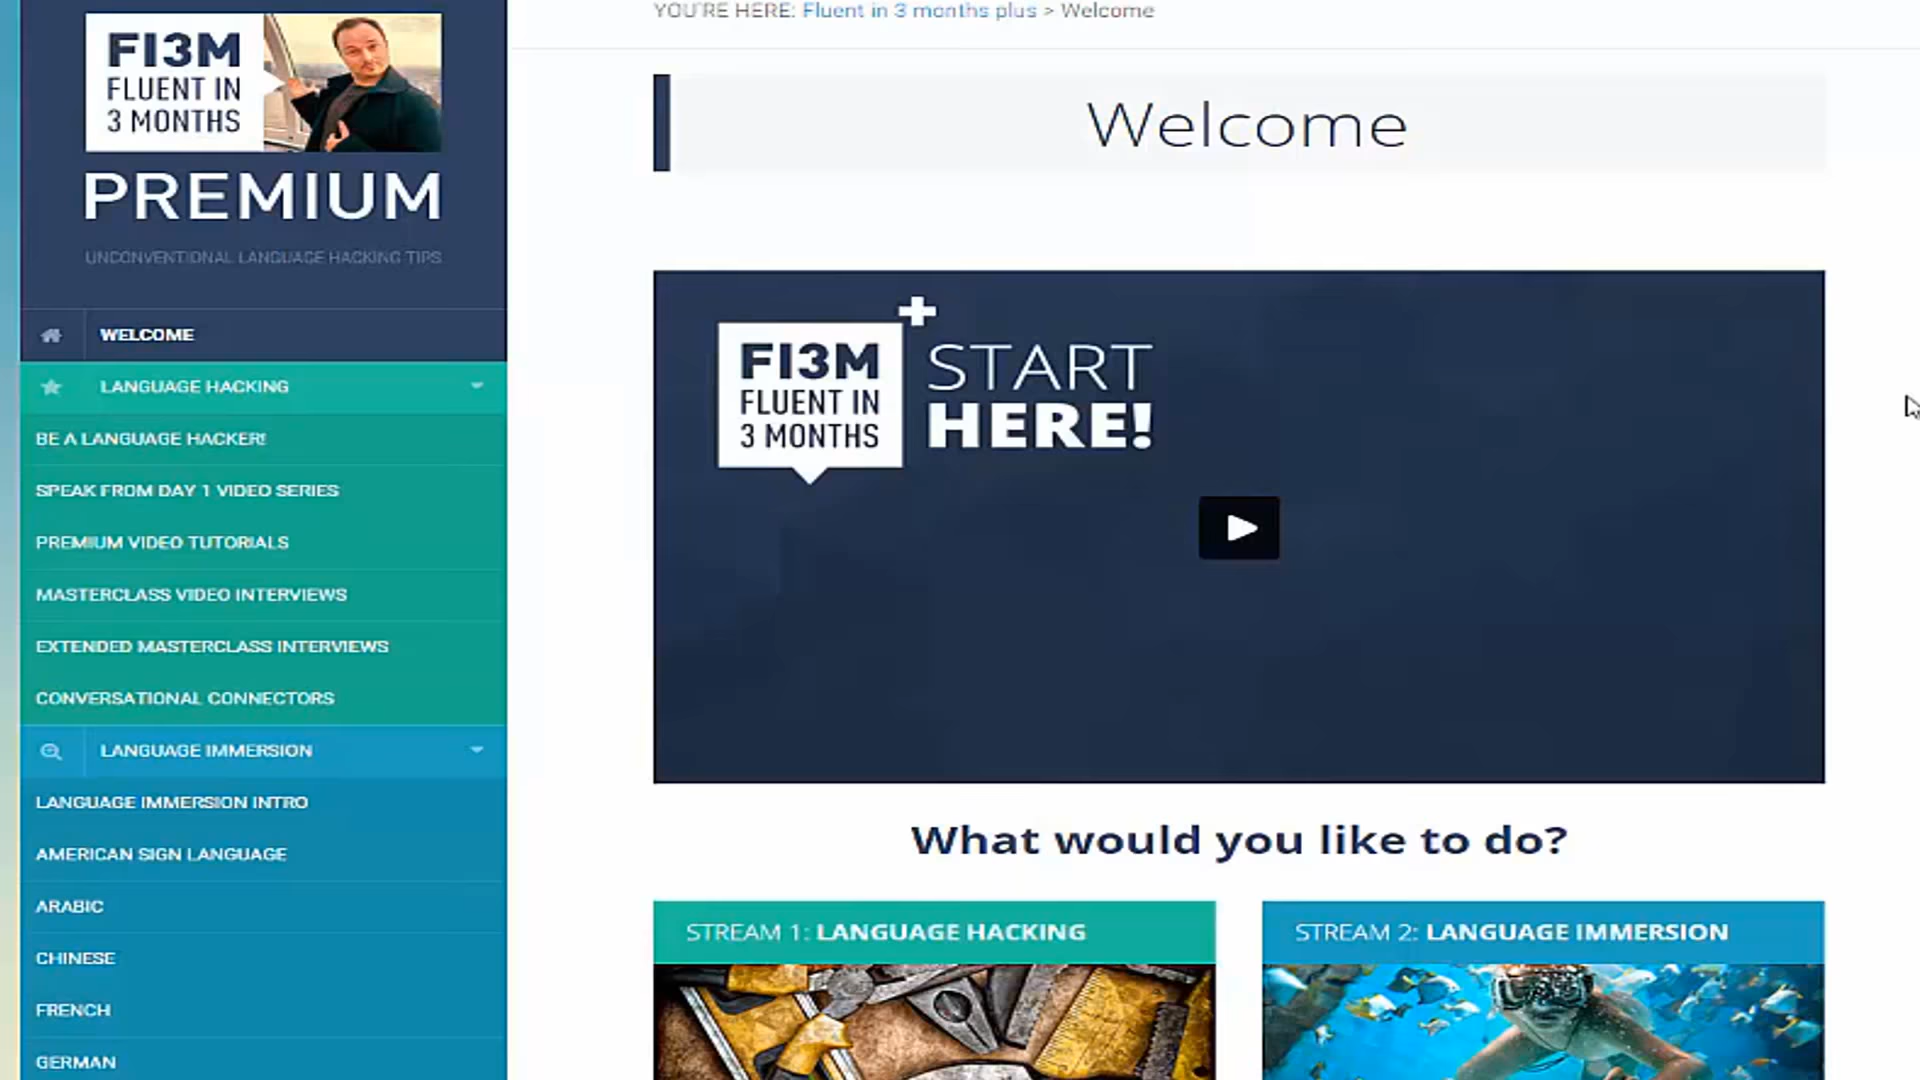 FI3M
FLUENT IN
3 MONTHS
PREMIUM
UNCONVENTIONAL LANGUAGE HACKING TIPS
WELCOME
LANGUAGE HACKING
BE A LANGUAGE HACKER!
SPEAK FROM DAY 1 VIDEO SERIES
PREMIUM VIDEO TUTORIALS
MASTERCLASS VIDEO INTERVIEWS
EXTENDED MASTERCLASS INTERVIEWS
CONVERSATIONAL CONNECTORS
LANGUAGE IMMERSION
LANGUAGE IMMERSION INTRO
AMERICAN SIGN LANGUAGE
ARABIC
CHINESE
FRENCH
GERMAN
YOU'RE HERE: Fluent in 3 months plus > Welcome
Welcome
FI3M
FLUENT IN
3 MONTHS
START
HERE!
What would you like to do?
STREAM 1: LANGUAGE HACKING
STREAM 2: LANGUAGE IMMERSION